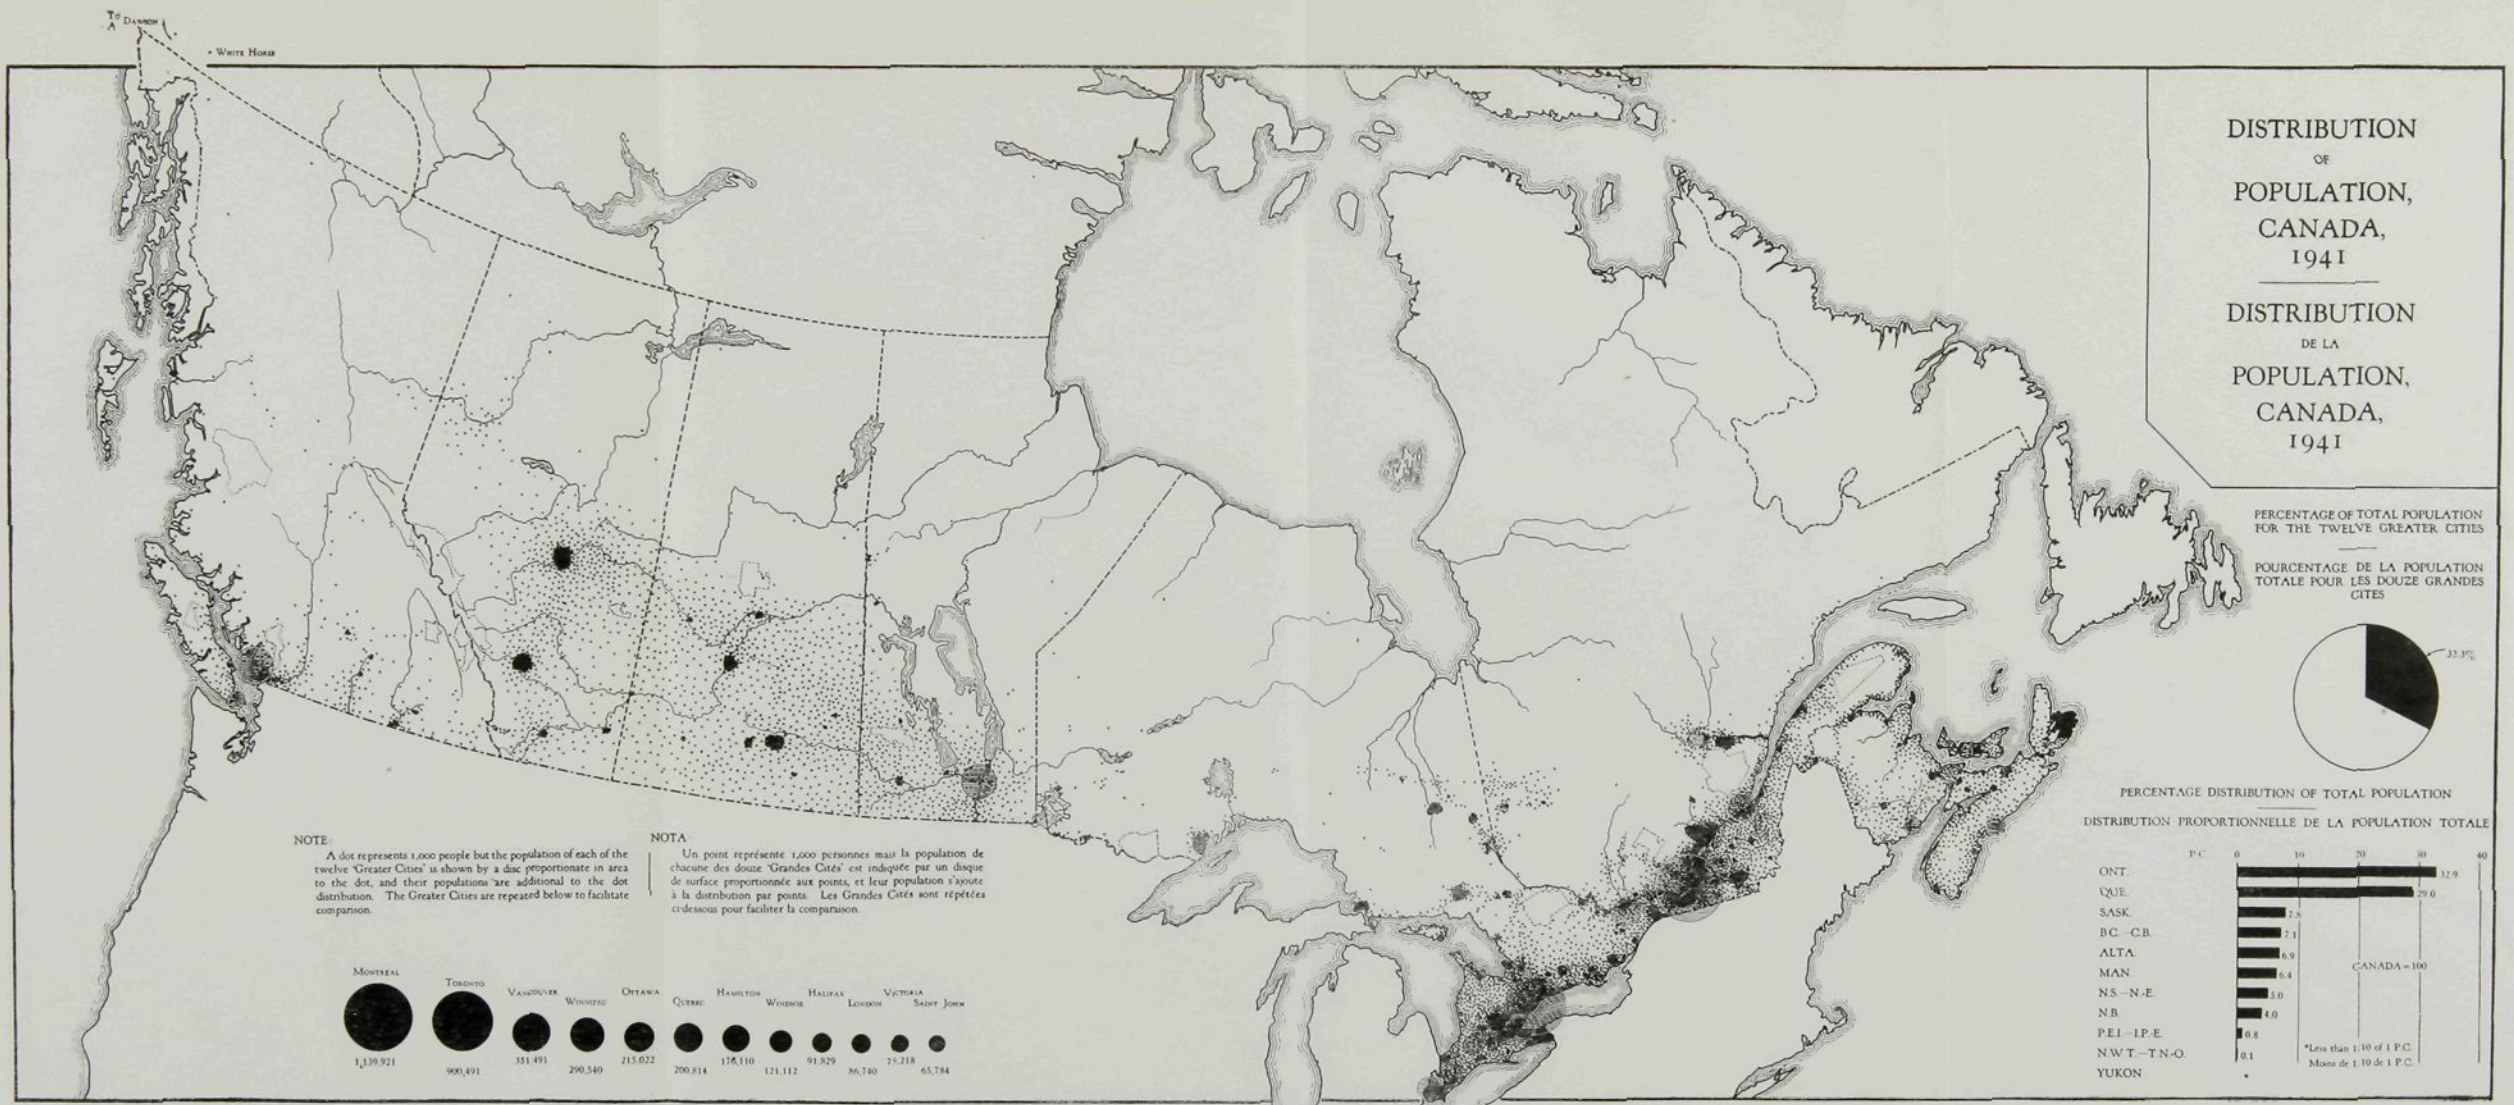 To
A
DAWSON
WHITE HORSE
DISTRIBUTION
OF
POPULATION,
CANADA,
1941
DISTRIBUTION
DE LA
POPULATION,
CANADA,
1941
PERCENTAGE OF TOTAL POPULATION
FOR THE TWELVE GREATER CITIES
POURCENTAGE DE LA POPULATION
TOTALE POUR LES DOUZE GRANDES
CITES
32.3%
PERCENTAGE DISTRIBUTION OF TOTAL POPULATION
DISTRIBUTION PROPORTIONNELLE DE LA POPULATION TOTALE
P.C. 0 10 20 30 40
ONT. 32.9
QUE. 29.0
SASK. 7.8
B.C.—C.B. 7.1
ALTA. 6.9
MAN. 6.4
N.S.—N.-E. 5.0
N.B. 4.0
P.E.I.—I.P.-E. 0.8
N.W.T.—T.N.-O. 0.1
YUKON *
CANADA=100
*Less than 1/10 of 1 P.C.
Moins de 1/10 de 1 P.C.
NOTE:
A dot represents 1,000 people but the population of each of the
twelve 'Greater Cities' is shown by a disc proportionate in area
to the dot, and their populations are additional to the dot
distribution. The Greater Cities are repeated below to facilitate
comparison.
NOTA:
Un point représente 1,000 personnes mais la population de
chacune des douze 'Grandes Cités' est indiquée par un disque
de surface proportionnée aux points, et leur population s'ajoute
à la distribution par points. Les Grandes Cités sont répétées
ci-dessous pour faciliter la comparaison.
MONTREAL
1,139,921
TORONTO
900,491
VANCOUVER
351,491
WINNIPEG
290,540
OTTAWA
215,022
QUEBEC
200,814
HAMILTON
176,110
WINDSOR
121,112
HALIFAX
91,829
LONDON
86,740
VICTORIA
75,218
SAINT JOHN
65,784